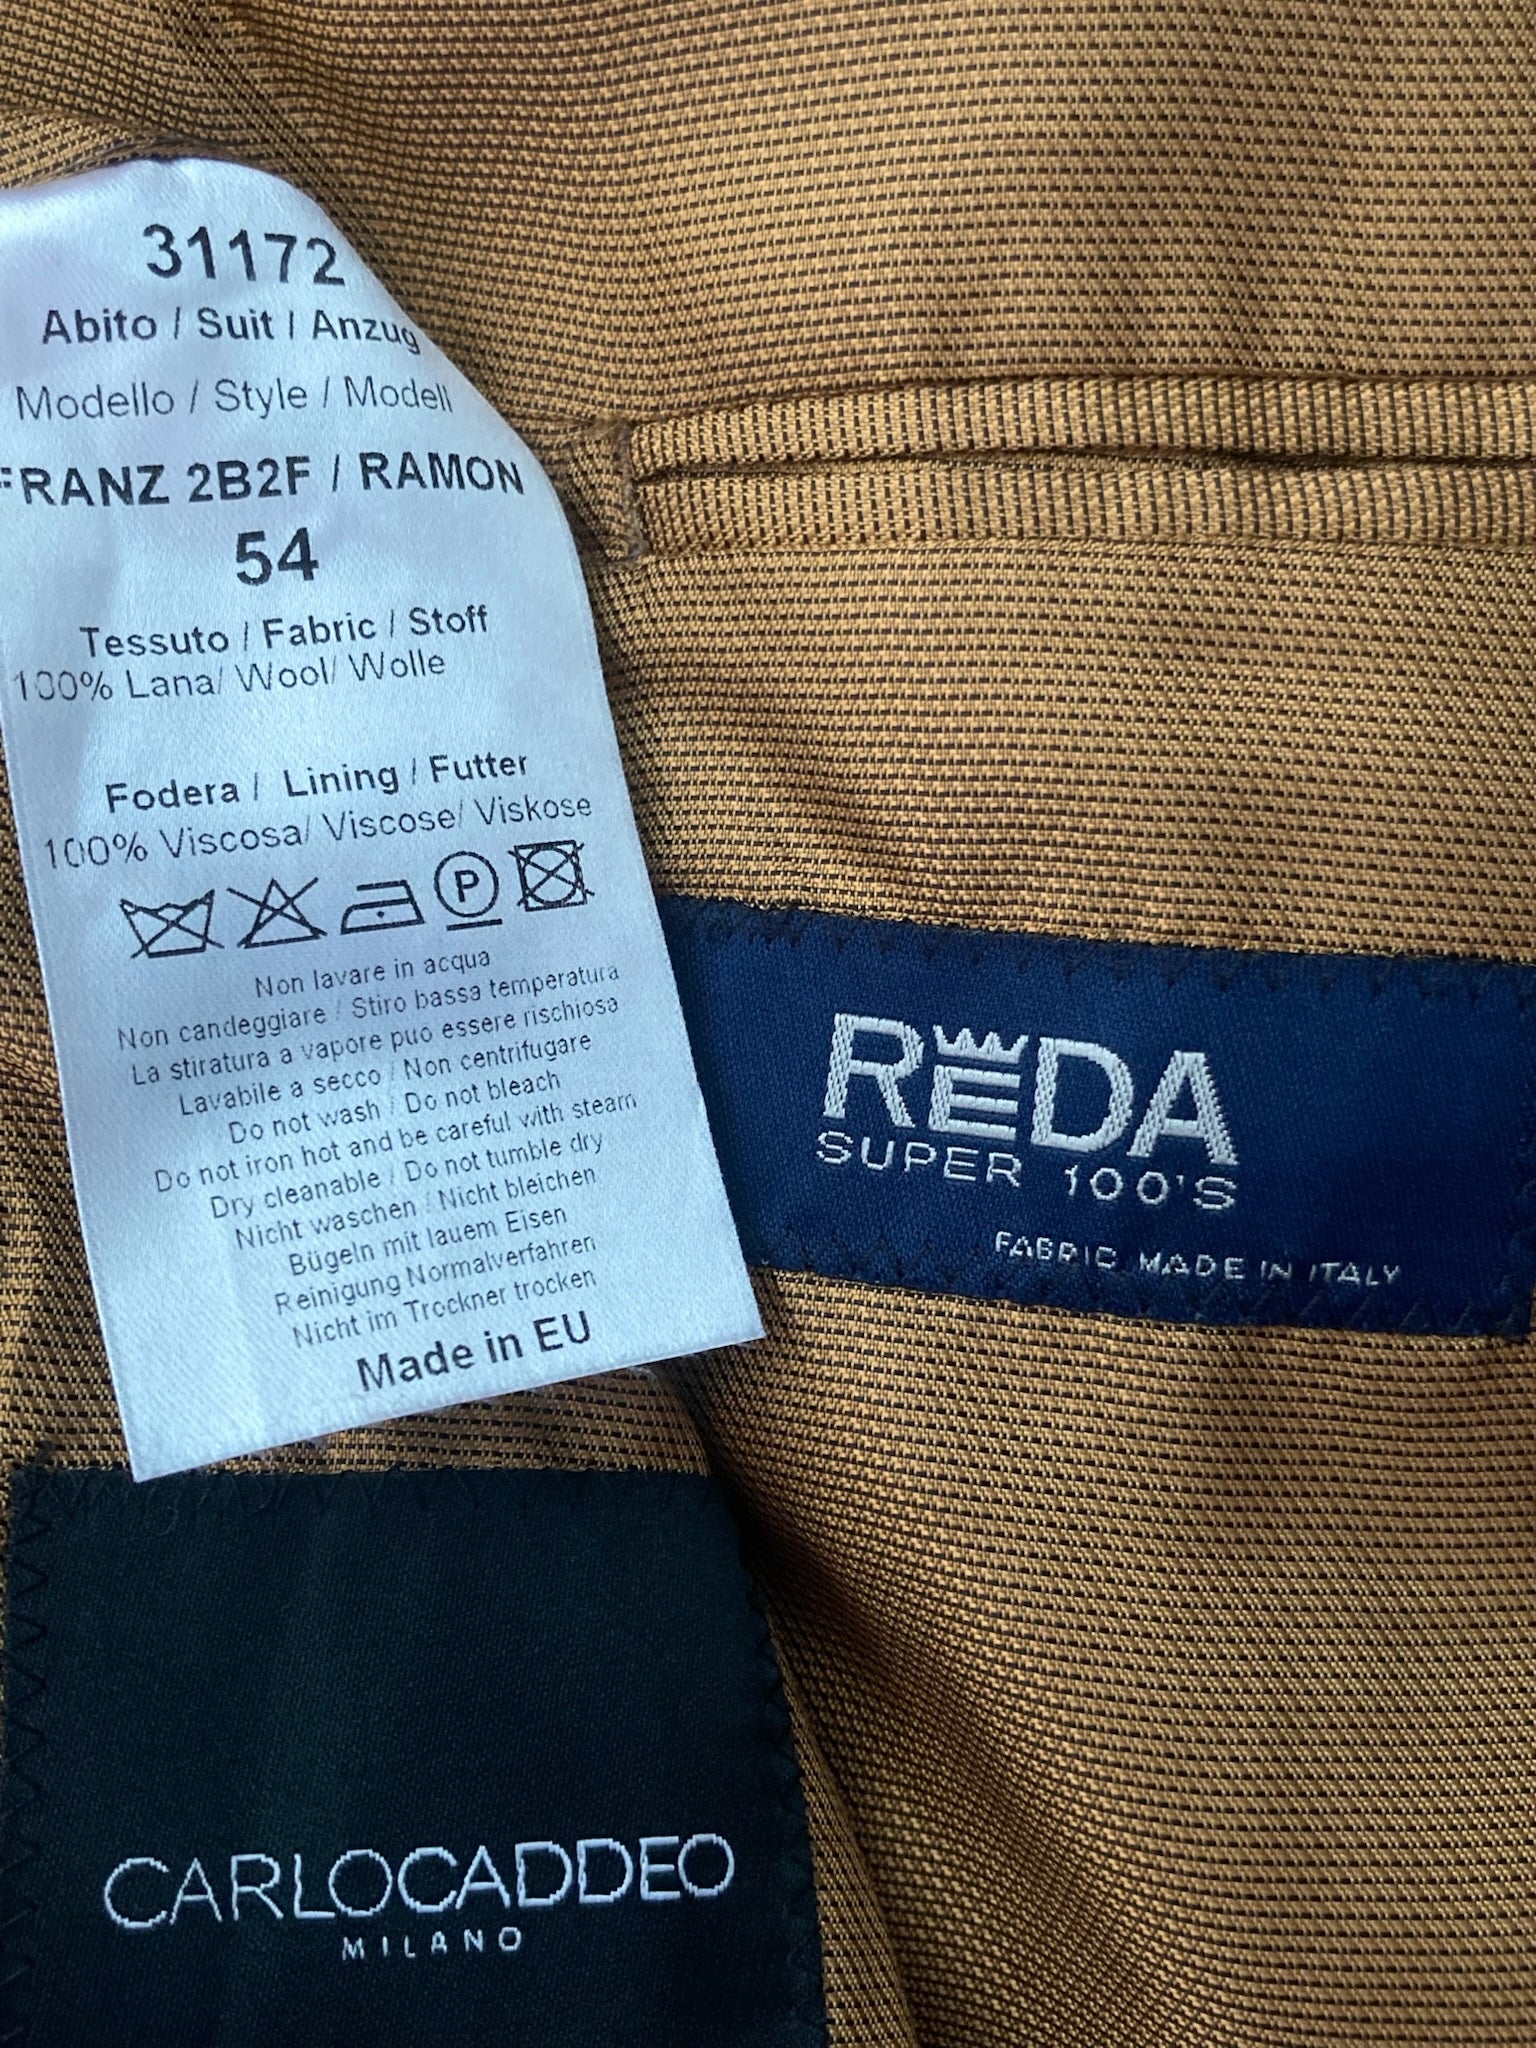 31172
Abito / Suit / Anzug
Modello / Style / Modell
FRANZ 2B2F / RAMON
54
Tessuto / Fabric / Stoff
100% Lana/ Wool/ Wolle
Fodera / Lining / Futter
100% Viscosa/ Viscose/ Viskose
P
Non lavare in acqua
Non candeggiare / Stiro bassa temperatura
La stiratura a vapore puo essere rischiosa
Lavabile a secco / Non centrifugare
Do not wash / Do not bleach
Do not iron hot and be careful with steam
Dry cleanable / Do not tumble dry
Nicht waschen / Nicht bleichen
Bügeln mit lauem Eisen
Reinigung Normalverfahren
Nicht im Trockner trocken
Made in EU
REDA
SUPER 100'S
FABRIC MADE IN ITALY
CARLOCADDEO
MILANO